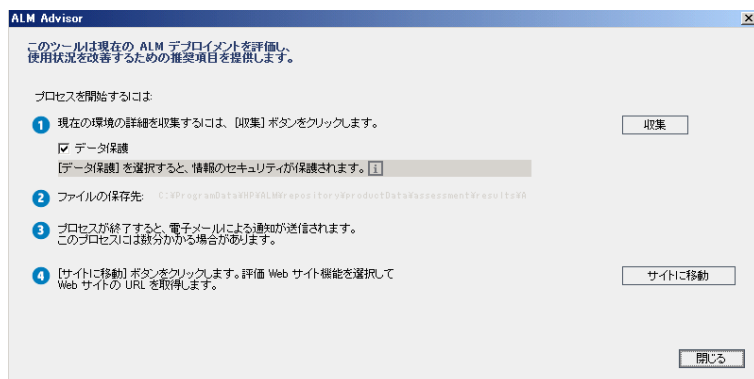 ALM Advisor
このツールは現在の ALM デプロイメントを評価し、
使用状況を改善するための推奨項目を提供します。
プロセスを開始するには:
1 現在の環境の詳細を収集するには、[収集] ボタンをクリックします。
収集
データ保護
[データ保護] を選択すると、情報のセキュリティが保護されます。 i
2 ファイルの保存先: C:¥ProgramData¥HP¥ALM¥repository¥productData¥assessment¥results¥A
3 プロセスが終了すると、電子メールによる通知が送信されます。
このプロセスには数分かかる場合があります。
4 [サイトに移動] ボタンをクリックします。評価 Web サイト機能を選択して
Web サイトの URL を取得します。
サイトに移動
閉じる